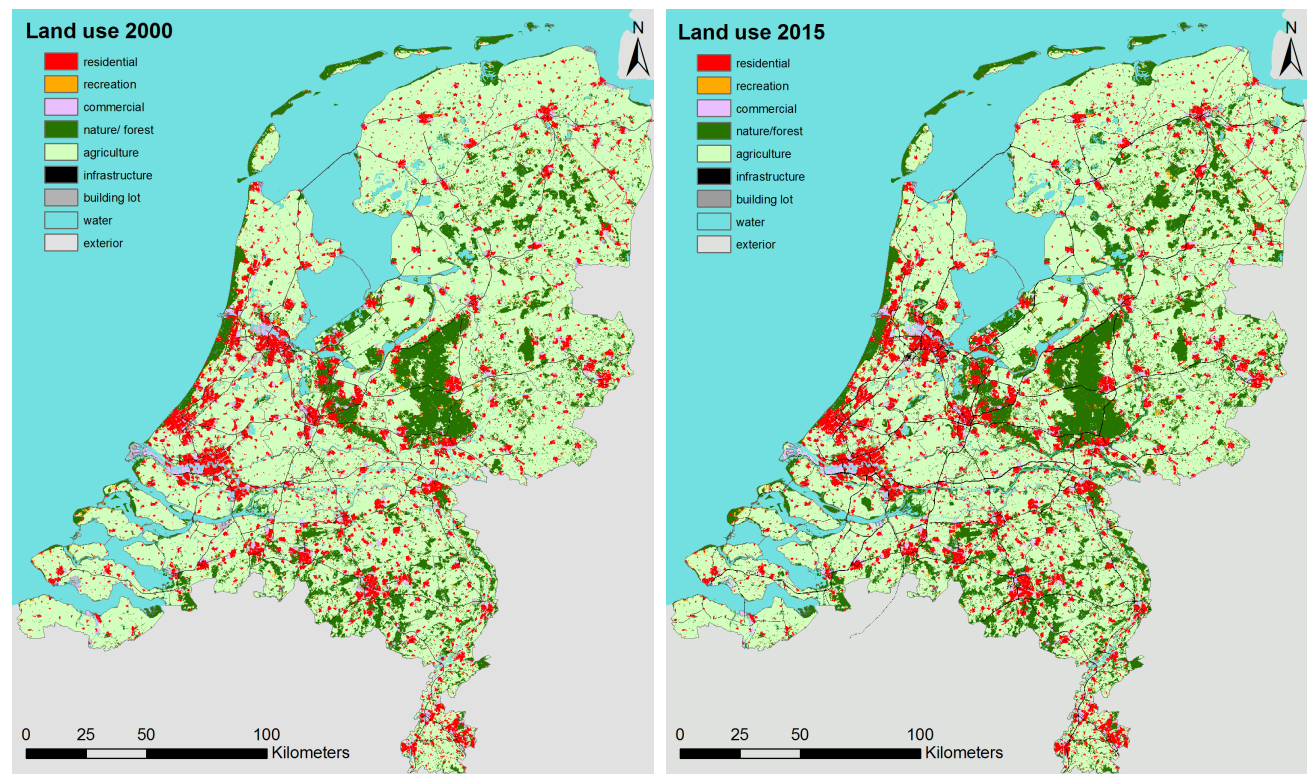 Land use 2000
N
residential
recreation
commercial
nature/ forest
agriculture
infrastructure
building lot
water
exterior
0 25 50 100
Kilometers
Land use 2015
N
residential
recreation
commercial
nature/forest
agriculture
infrastructure
building lot
water
exterior
0 25 50 100
Kilometers